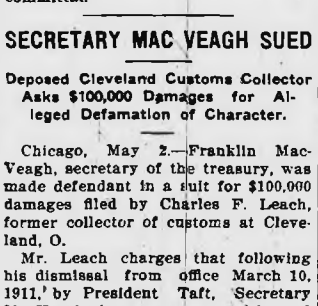 committee.
SECRETARY MAC VEAGH SUED
Deposed Cleveland Customs Collector
Asks $100,000 Damages for Al-
leged Defamation of Character.
Chicago, May 2.—Franklin Mac-
Veagh, secretary of the treasury, was
made defendant in a suit for $100,000
damages filed by Charles F. Leach,
former collector of customs at Cleve-
land, O.
Mr. Leach charges that following
his dismissal from office March 10,
1911, by President Taft, Secretary